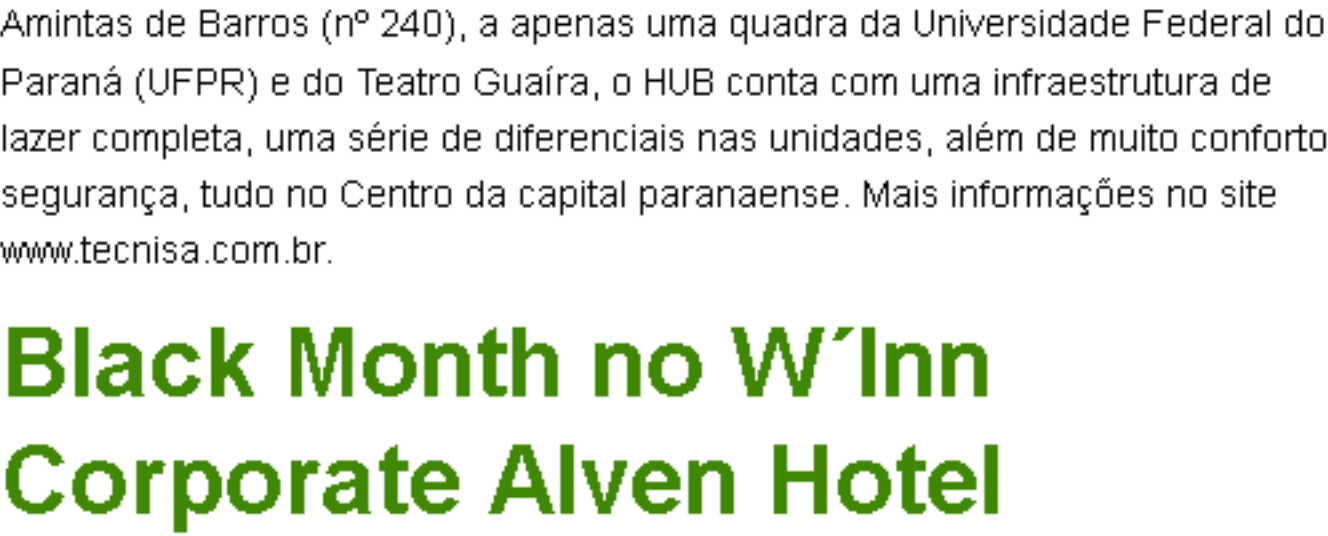 Amintas de Barros (nº 240), a apenas uma quadra da Universidade Federal do
Paraná (UFPR) e do Teatro Guaíra, o HUB conta com uma infraestrutura de
lazer completa, uma série de diferenciais nas unidades, além de muito conforto
segurança, tudo no Centro da capital paranaense. Mais informações no site
www.tecnisa.com.br.
Black Month no W´Inn
Corporate Alven Hotel